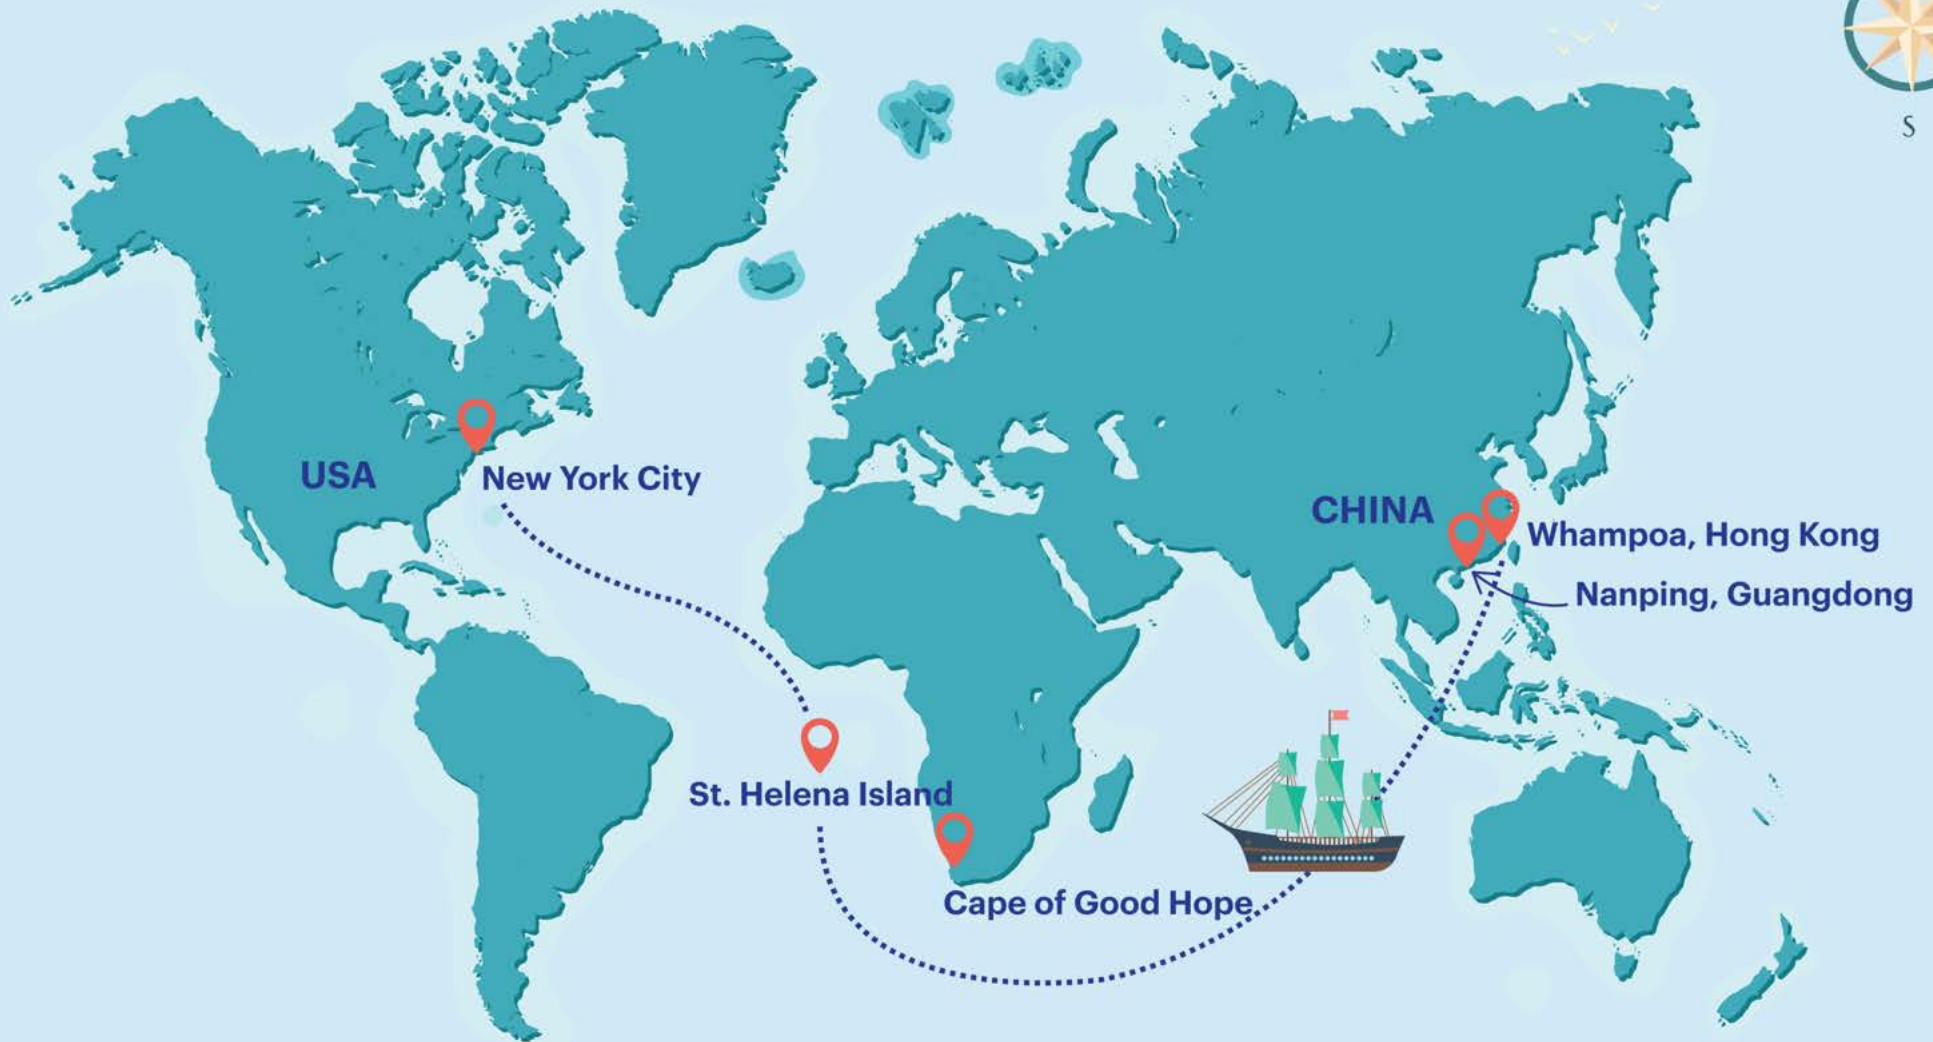 S
USA
New York City
CHINA
Whampoa, Hong Kong
Nanping, Guangdong
St. Helena Island
Cape of Good Hope